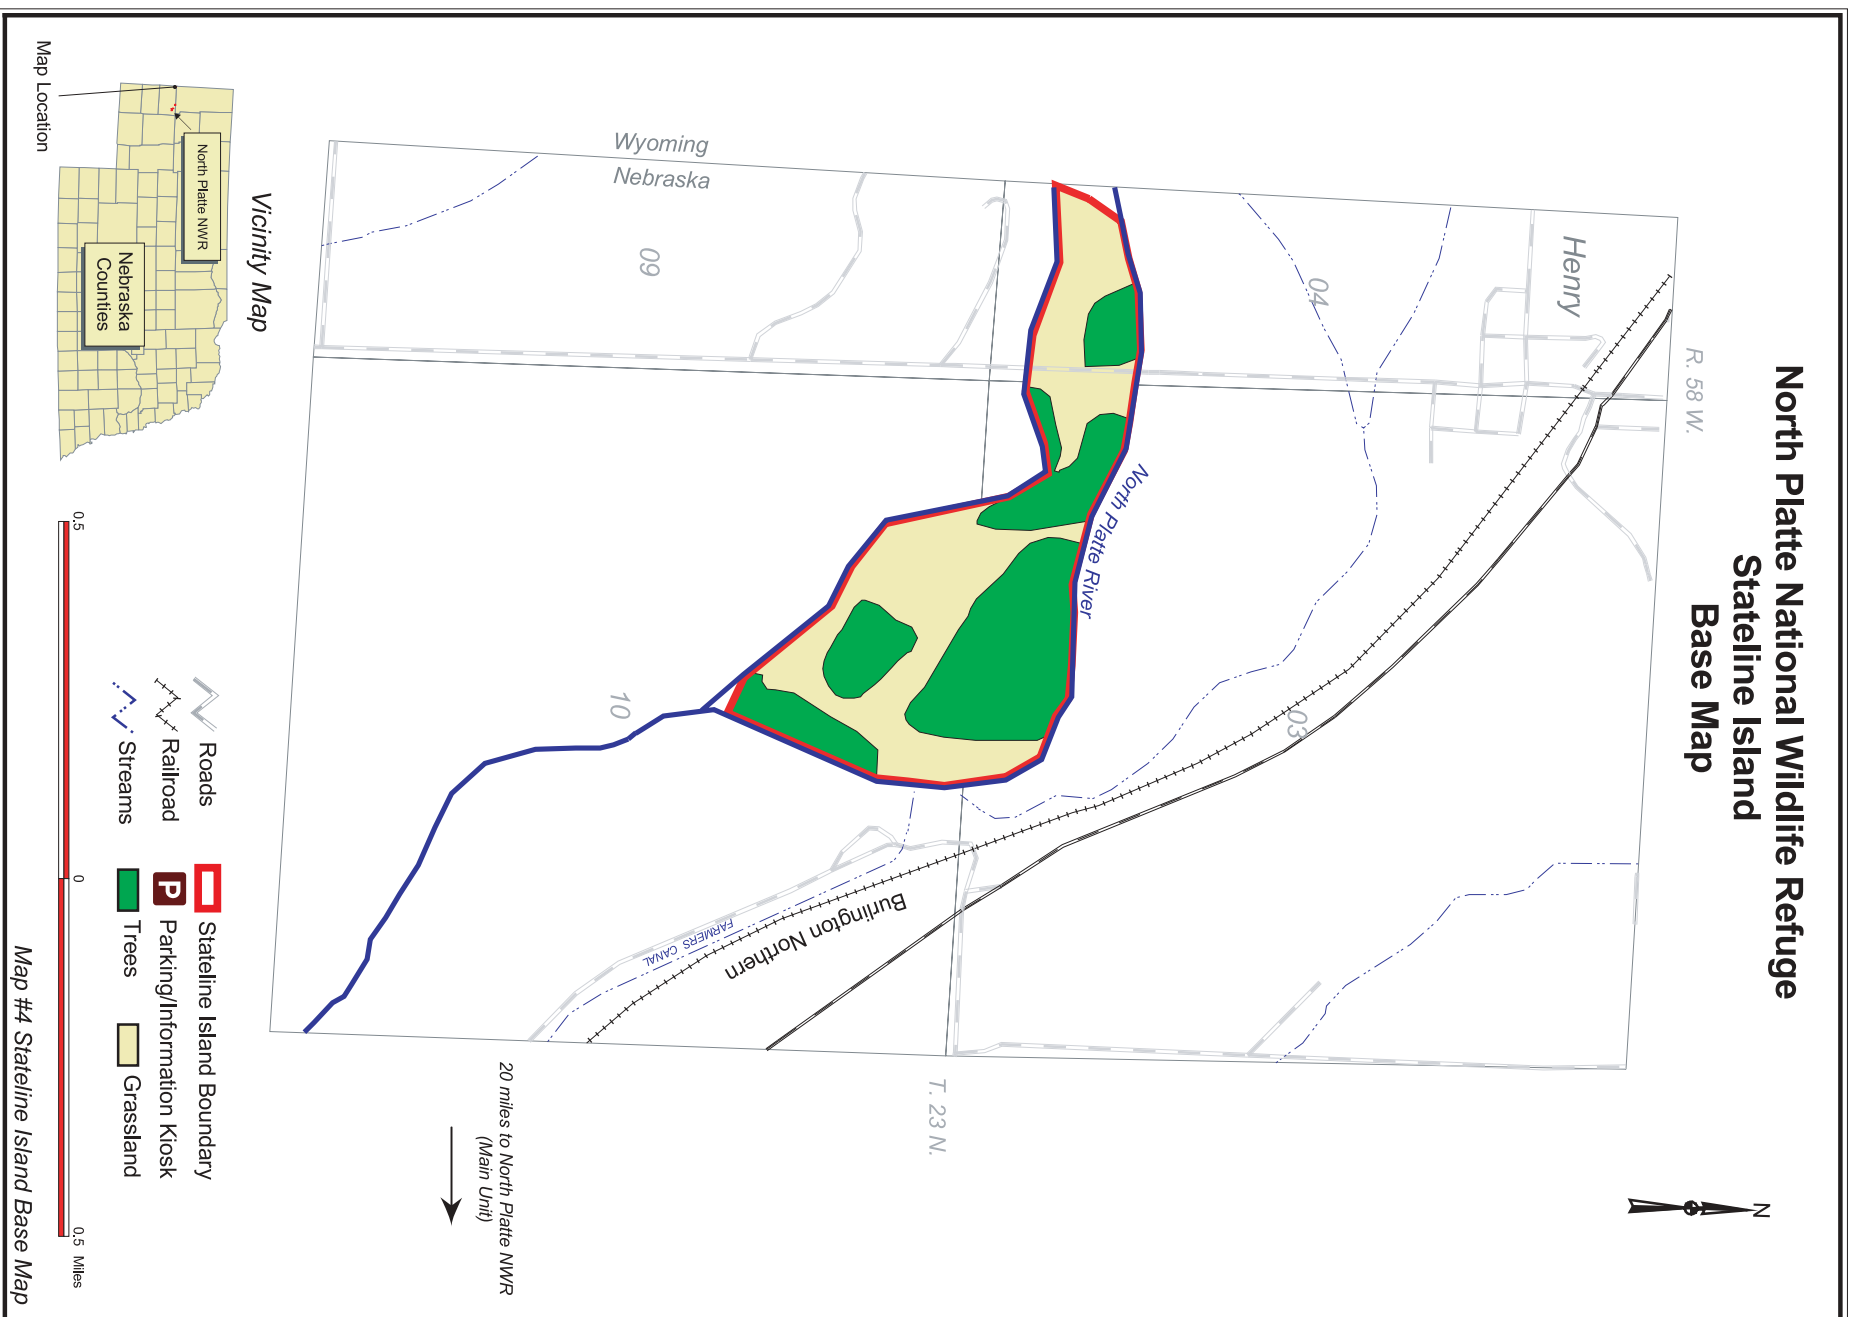 North Platte National Wildlife Refuge
Stateline Island
Base Map
N
R. 58 W.
Henry
04
03
Wyoming
Nebraska
North Platte River
09
10
Burlington Northern
FARMERS CANAL
T. 23 N.
20 miles to North Platte NWR
(Main Unit)
Vicinity Map
North Platte NWR
Nebraska
Counties
Map Location
Roads
Railroad
Streams
Stateline Island Boundary
P
Parking/Information Kiosk
Trees
Grassland
0.5
0
0.5 Miles
Map #4 Stateline Island Base Map